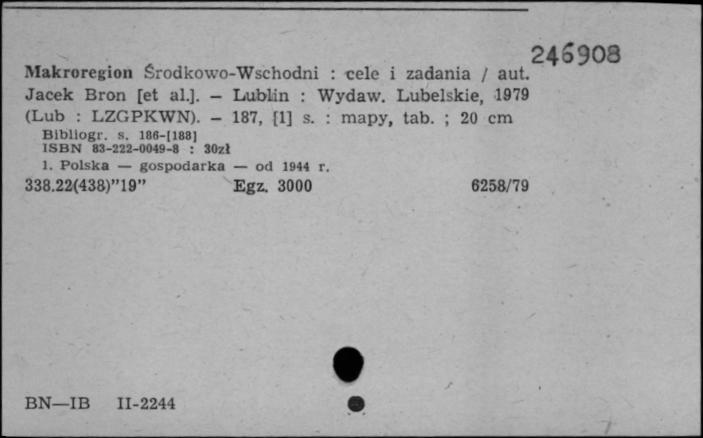 246908
Makroregion Środkowo-Wschodni : cele i zadania / aut.
Jacek Bron [et al.]. — Lublin : Wydaw. Lubelskie, 1979
(Lub : LZGPKWN). — 187, [1] s. : mapy, tab. ; 20 cm
Bibliogr. s. 186-[188]
ISBN 83-222-0049-8 : 30zł
1. Polska — gospodarka — od 1944 r.
338.22(438)"19" Egz. 3000 6258/79
BN—IB II-2244